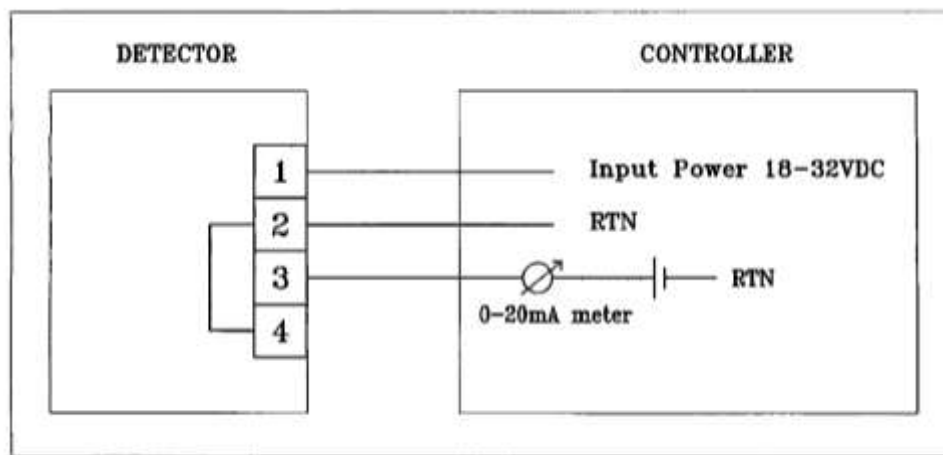 DETECTOR
CONTROLLER
1
Input Power 18-32VDC
2
RTN
3
RTN
0-20mA meter
4